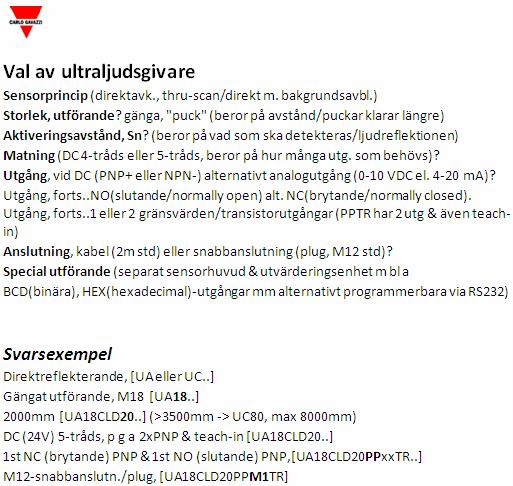 CARLO GAVAZZI
Val av ultraljudsgivare
Sensorprincip (direktavk., thru-scan/direkt m. bakgrundsavbl.)
Storlek, utförande? gänga, "puck" (beror på avstånd/puckar klarar längre)
Aktiveringsavstånd, Sn? (beror på vad som ska detekteras/ljudreflektionen)
Matning (DC 4-tråds eller 5-tråds, beror på hur många utg. som behövs)?
Utgång, vid DC (PNP+ eller NPN-) alternativt analogutgång (0-10 VDC el. 4-20 mA)?
Utgång, forts..NO(slutande/normally open) alt. NC(brytande/normally closed).
Utgång, forts..1 eller 2 gränsvärden/transistorutgångar (PPTR har 2 utg & även teach-
in)
Anslutning, kabel (2m std) eller snabbanslutning (plug, M12 std)?
Special utförande (separat sensorhuvud & utvärderingsenhet m bl a
BCD(binära), HEX(hexadecimal)-utgångar mm alternativt programmerbara via RS232)
Svarsexempel
Direktreflekterande, [UA eller UC..]
Gängat utförande, M18 [UA18..]
2000mm [UA18CLD20..] (>3500mm -> UC80, max 8000mm)
DC (24V) 5-tråds, p g a 2xPNP & teach-in [UA18CLD20..]
1st NC (brytande) PNP & 1st NO (slutande) PNP,[UA18CLD20PPxxTR..]
M12-snabbanslutn./plug, [UA18CLD20PPM1TR]